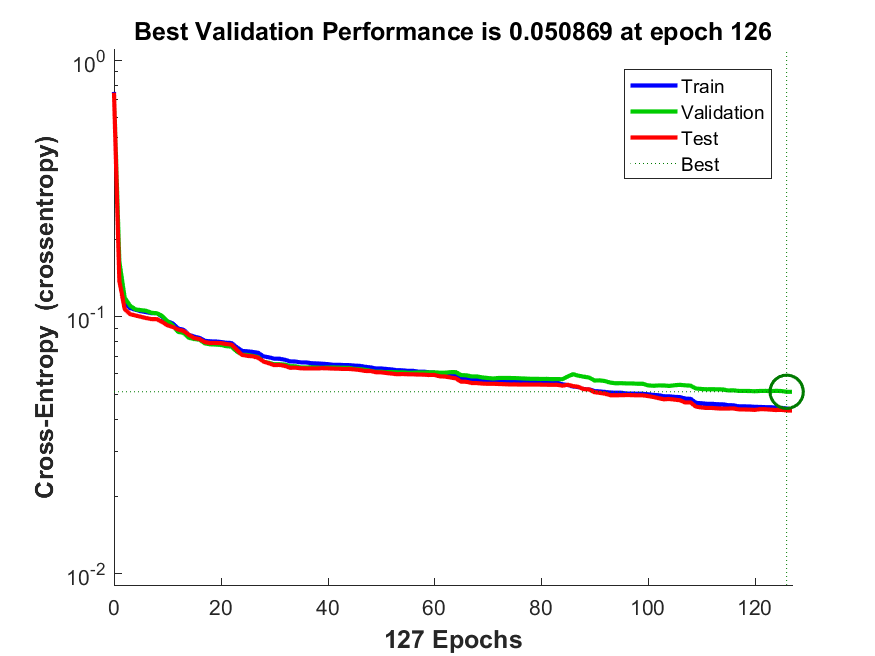 Best Validation Performance is 0.050869 at epoch 126
Cross-Entropy (crossentropy)
10^0
10^-1
10^-2
Train
Validation
Test
Best
0 20 40 60 80 100 120
127 Epochs